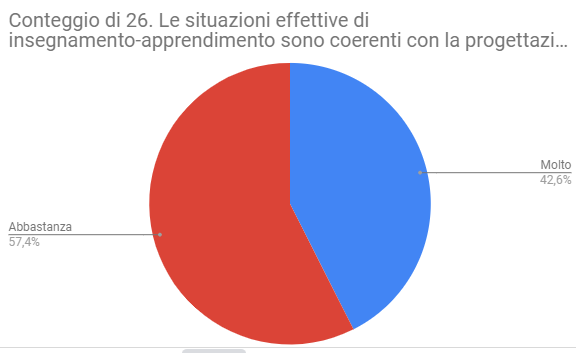 Conteggio di 26. Le situazioni effettive di
insegnamento-apprendimento sono coerenti con la progettazi…
Molto
42,6%
Abbastanza
57,4%